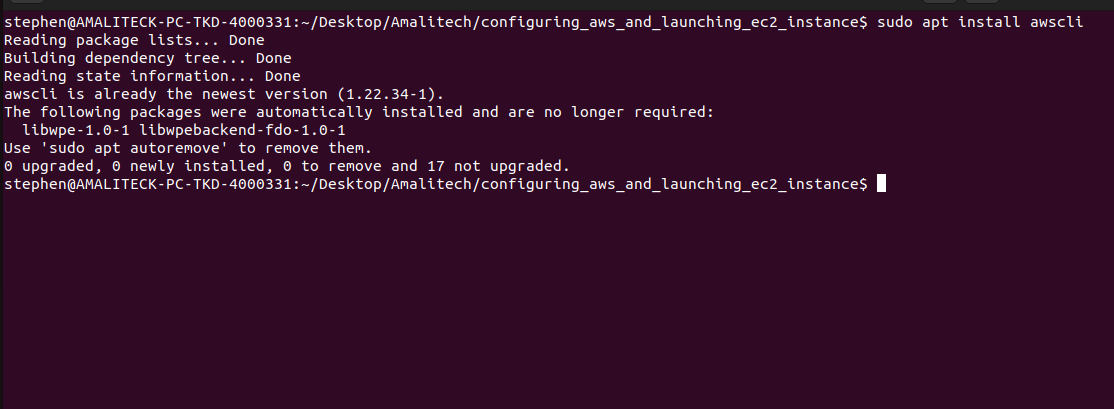 stephen@AMALITECK-PC-TKD-4000331:~/Desktop/Amalitech/configuring_aws_and_launching_ec2_instance$ sudo apt install awscli
Reading package lists... Done
Building dependency tree... Done
Reading state information... Done
awscli is already the newest version (1.22.34-1).
The following packages were automatically installed and are no longer required:
  libwpe-1.0-1 libwpebackend-fdo-1.0-1
Use 'sudo apt autoremove' to remove them.
0 upgraded, 0 newly installed, 0 to remove and 17 not upgraded.
stephen@AMALITECK-PC-TKD-4000331:~/Desktop/Amalitech/configuring_aws_and_launching_ec2_instance$